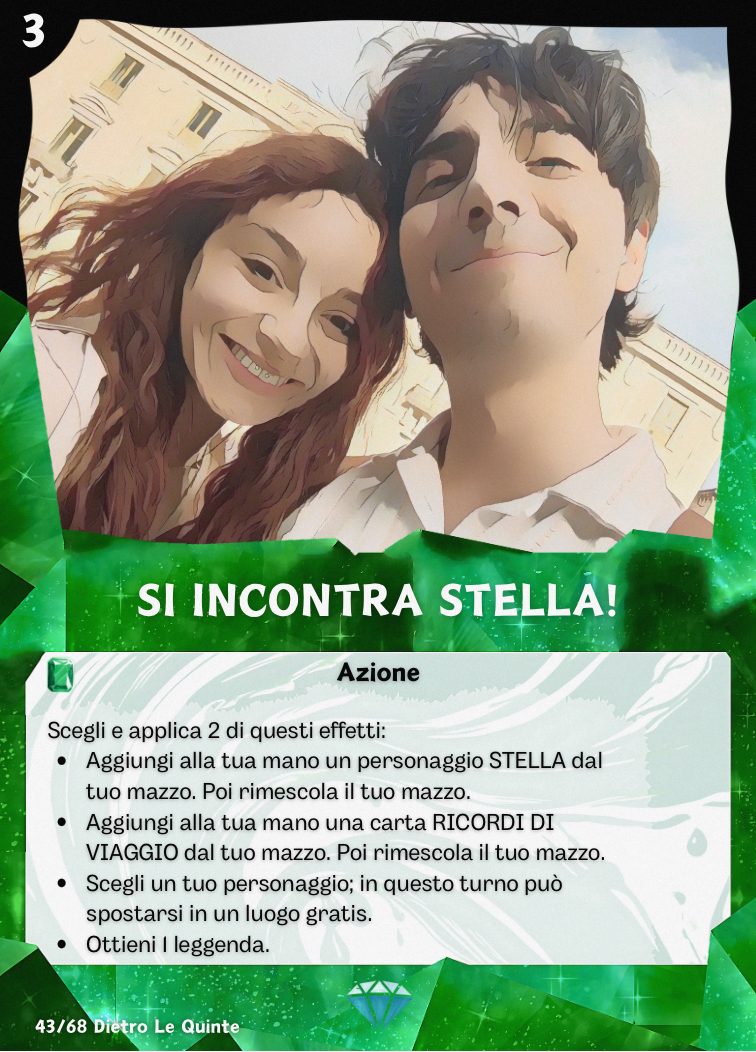 3
SI INCONTRA STELLA!
Azione
Scegli e applica 2 di questi effetti:
• Aggiungi alla tua mano un personaggio STELLA dal
tuo mazzo. Poi rimescola il tuo mazzo.
• Aggiungi alla tua mano una carta RICORDI DI
VIAGGIO dal tuo mazzo. Poi rimescola il tuo mazzo.
• Scegli un tuo personaggio; in questo turno può
spostarsi in un luogo gratis.
• Ottieni 1 leggenda.
43/68 Dietro Le Quinte